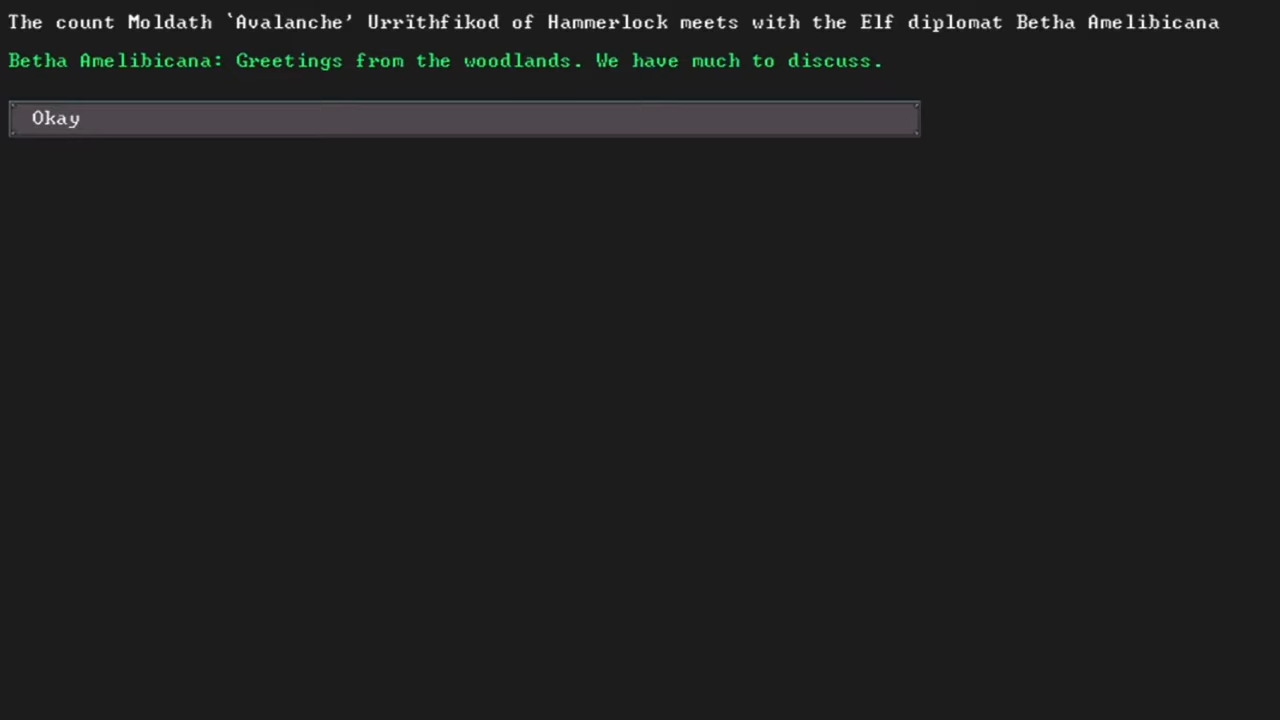 The count Moldath `Avalanche' Urrïthfikod of Hammerlock meets with the Elf diplomat Betha Amelibicana
Betha Amelibicana: Greetings from the woodlands. We have much to discuss.
Okay